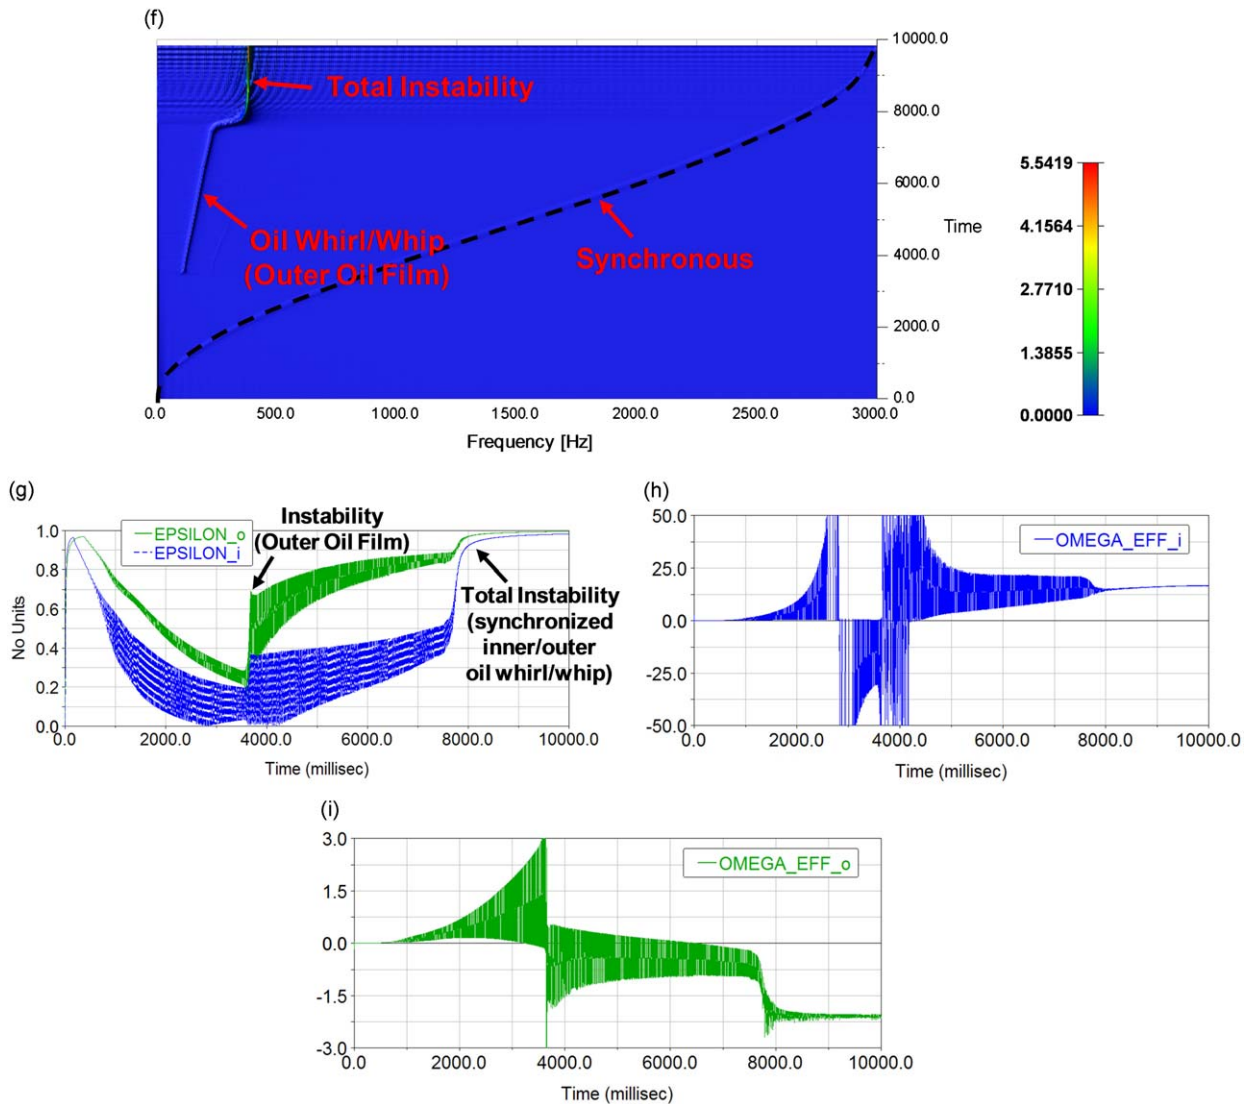 (f)
10000.0
8000.0
6000.0
4000.0
2000.0
0.0
Time
Total Instability
Oil Whirl/Whip
(Outer Oil Film)
Synchronous
5.5419
4.1564
2.7710
1.3855
0.0000
0.0 500.0 1000.0 1500.0 2000.0 2500.0 3000.0
Frequency [Hz]
(g)
EPSILON_o
EPSILON_i
Instability
(Outer Oil Film)
Total Instability
(synchronized
inner/outer
oil whirl/whip)
1.0
0.8
0.6
0.4
0.2
0.0
No Units
0.0 2000.0 4000.0 6000.0 8000.0 10000.0
Time (millisec)
(h)
50.0
25.0
0.0
-25.0
-50.0
OMEGA_EFF_i
0.0 2000.0 4000.0 6000.0 8000.0 10000.0
Time (millisec)
(i)
3.0
1.5
0.0
-1.5
-3.0
OMEGA_EFF_o
0.0 2000.0 4000.0 6000.0 8000.0 10000.0
Time (millisec)